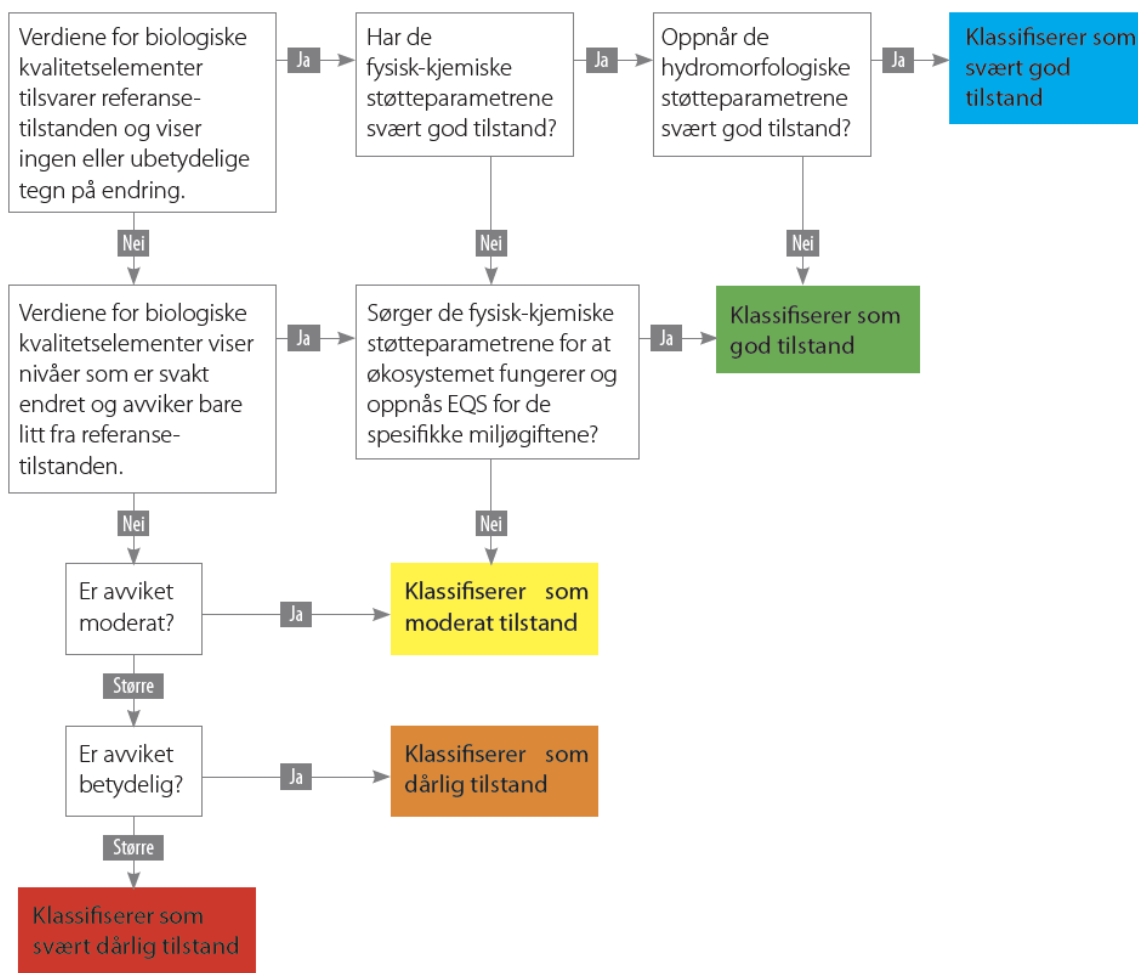 Verdiene for biologiske
kvalitetselementer
tilsvarer referanse-
tilstanden og viser
ingen eller ubetydelige
tegn på endring.
Ja
Har de
fysisk-kjemiske
støtteparametrene
svært god tilstand?
Ja
Oppnår de
hydromorfologiske
støtteparametrene
svært god tilstand?
Ja
Klassifiserer som
svært god
tilstand
Nei
Nei
Nei
Verdiene for biologiske
kvalitetselementer viser
nivåer som er svakt
endret og avviker bare
litt fra referanse-
tilstanden.
Ja
Sørger de fysisk-kjemiske
støtteparametrene for at
økosystemet fungerer og
oppnås EQS for de
spesifikke miljøgiftene?
Ja
Klassifiserer som
god tilstand
Nei
Nei
Er avviket
moderat?
Ja
Klassifiserer som
moderat tilstand
Større
Er avviket
betydelig?
Ja
Klassifiserer som
dårlig tilstand
Større
Klassifiserer som
svært dårlig tilstand